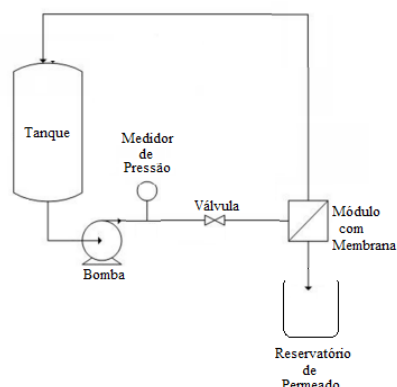 Tanque
Medidor
de
Pressão
Válvula
Bomba
Módulo
com
Membrana
Reservatório
de
Permeado